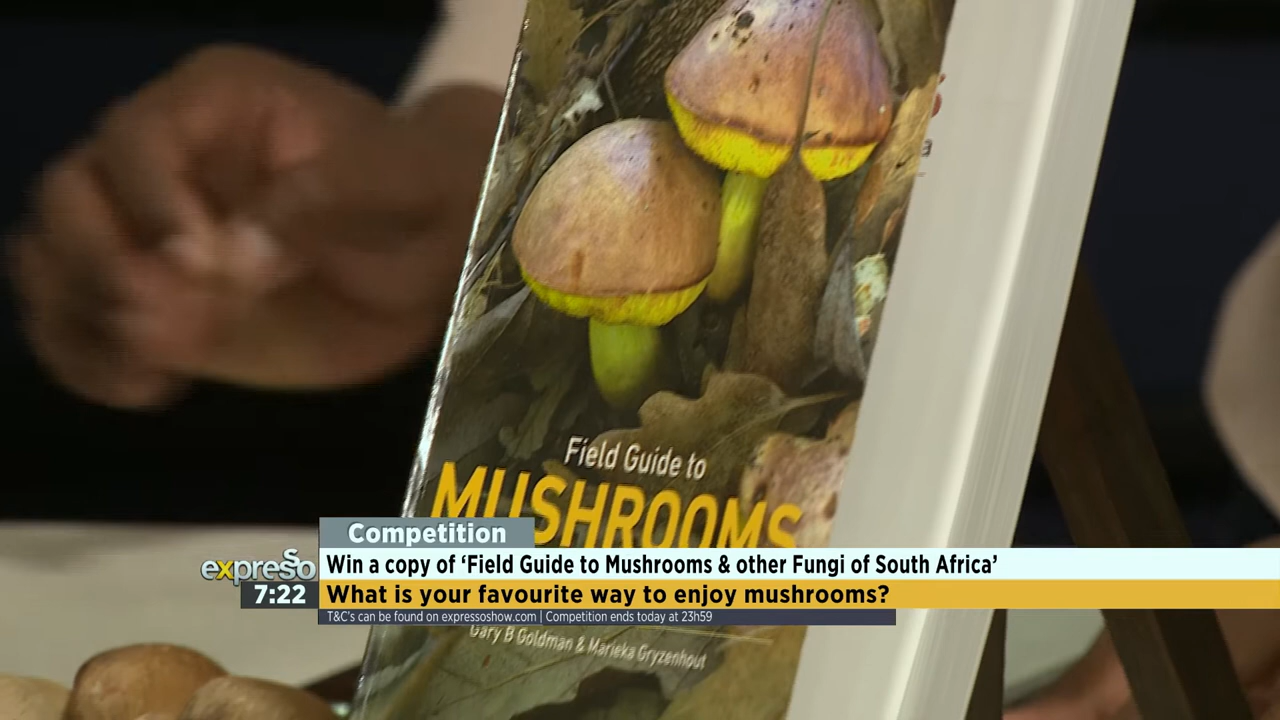 Field Guide to
MUSHROOMS
Competition
expresso
Win a copy of ‘Field Guide to Mushrooms & other Fungi of South Africa’
7:22
What is your favourite way to enjoy mushrooms?
T&C's can be found on expressoshow.com | Competition ends today at 23h59
Gary B Goldman & Marieka Gryzenhout